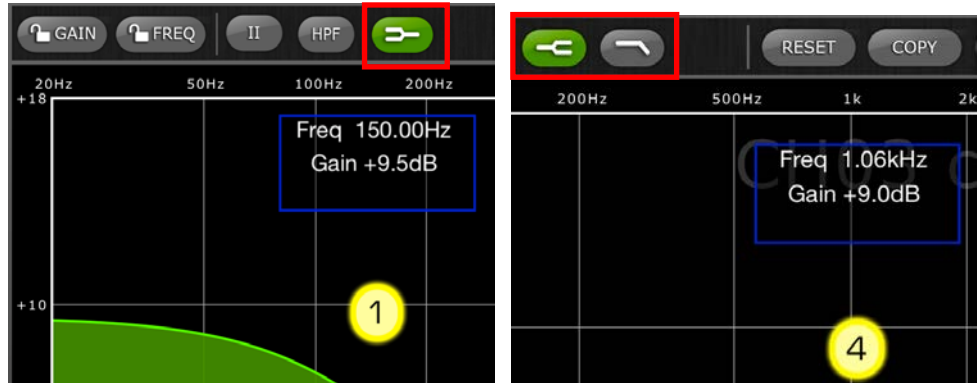 GAIN FREQ II HPF
20Hz 50Hz 100Hz 200Hz
+18
Freq 150.00Hz
Gain +9.5dB
+10
1
RESET COPY
200Hz 500Hz 1k 2k
CH03
Freq 1.06kHz
Gain +9.0dB
4